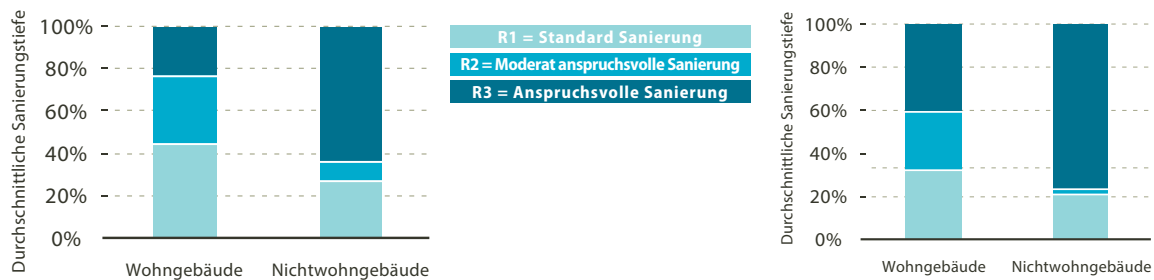 Durchschnittliche Sanierungstiefe
100%
80%
60%
40%
20%
0%
Wohngebäude
Nichtwohngebäude
R1 = Standard Sanierung
R2 = Moderat anspruchsvolle Sanierung
R3 = Anspruchsvolle Sanierung
Durchschnittliche Sanierungstiefe
100%
80%
60%
40%
20%
0%
Wohngebäude
Nichtwohngebäude